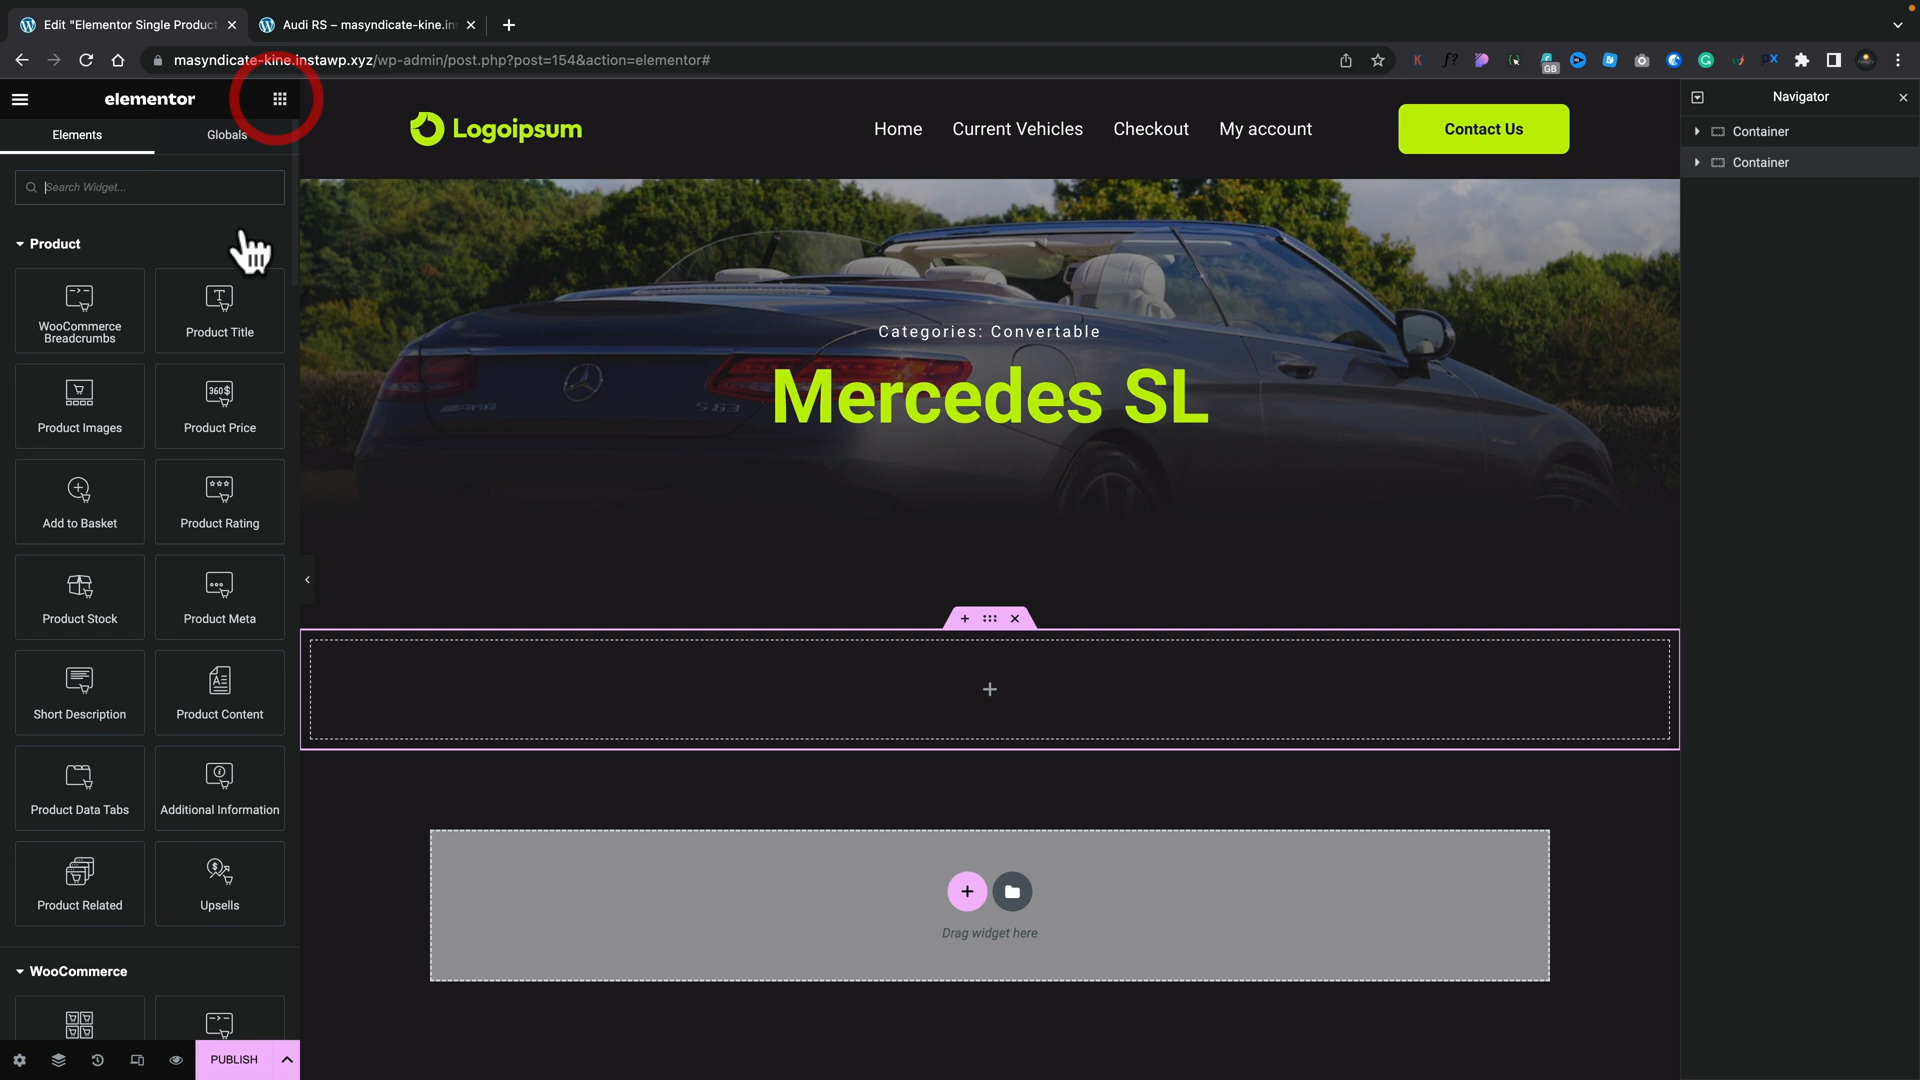 Edit "Elementor Single Product
Audi RS – masyndicate-kine.in
masyndicate-kine.instawp.xyz/wp-admin/post.php?post=154&action=elementor#
GB
elementor
Elements
Globals
Search Widget...
Product
WooCommerce
Breadcrumbs
Product Title
Product Images
360$
Product Price
Add to Basket
Product Rating
Product Stock
Product Meta
Short Description
Product Content
Product Data Tabs
Additional Information
Product Related
Upsells
WooCommerce
PUBLISH
Logoipsum
Home
Current Vehicles
Checkout
My account
Contact Us
Categories: Convertable
Mercedes SL
AMG
S 63
Drag widget here
Navigator
Container
Container